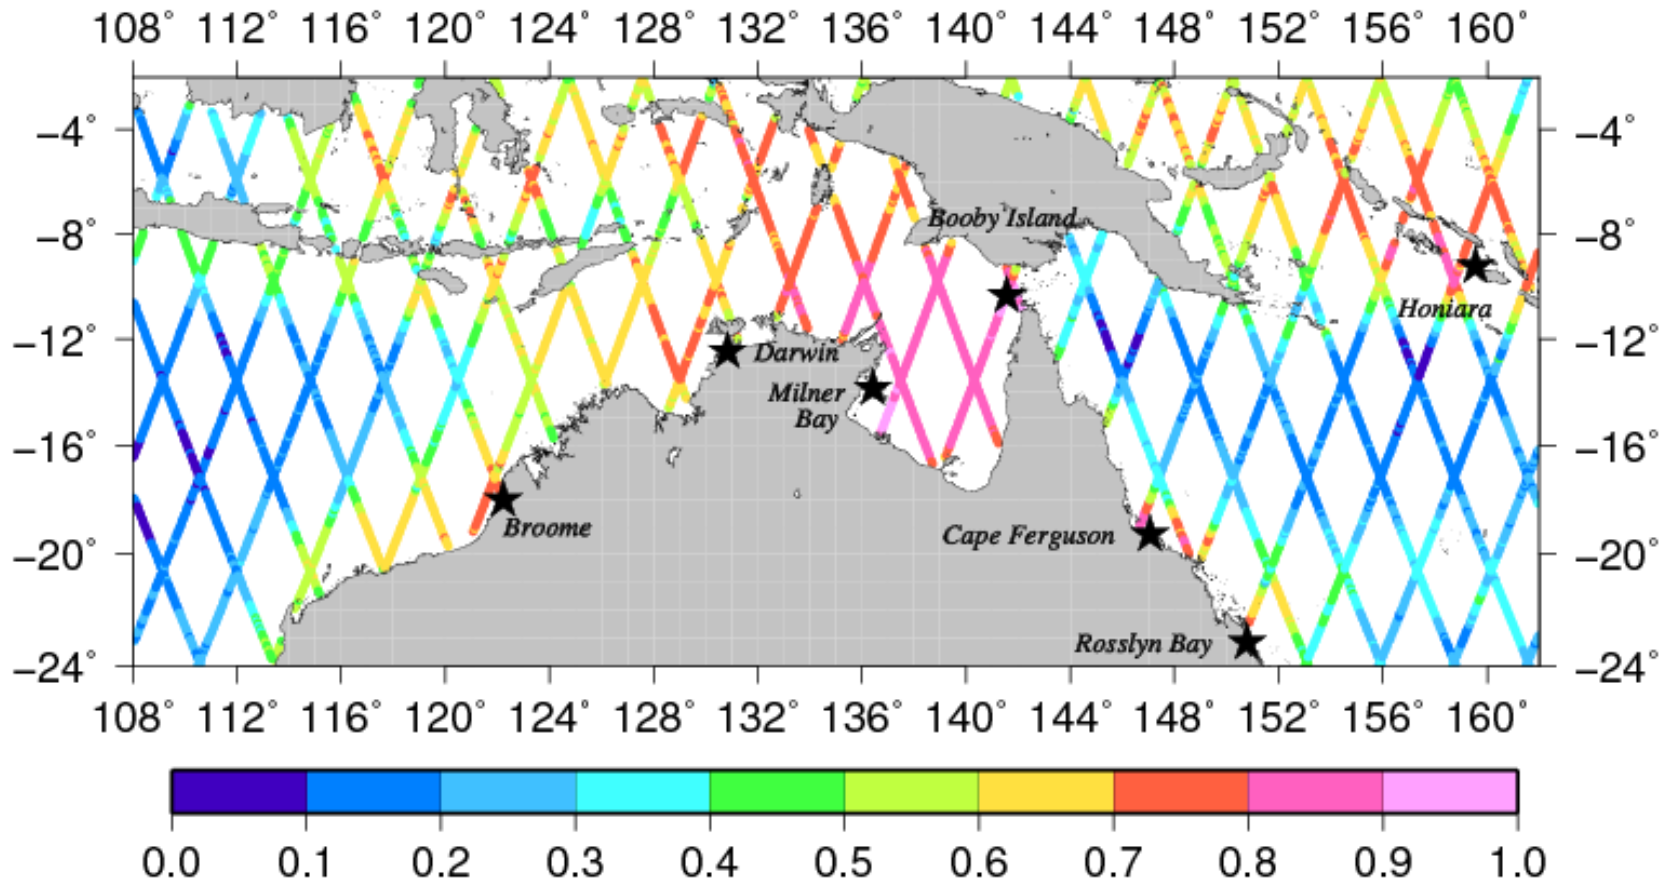 108° 112° 116° 120° 124° 128° 132° 136° 140° 144° 148° 152° 156° 160°
−4° −4°
Booby Island
−8° −8°
Honiara
−12° Darwin −12°
Milner
Bay
−16° −16°
Broome
Cape Ferguson
−20° −20°
Rosslyn Bay
−24° −24°
108° 112° 116° 120° 124° 128° 132° 136° 140° 144° 148° 152° 156° 160°
0.0 0.1 0.2 0.3 0.4 0.5 0.6 0.7 0.8 0.9 1.0